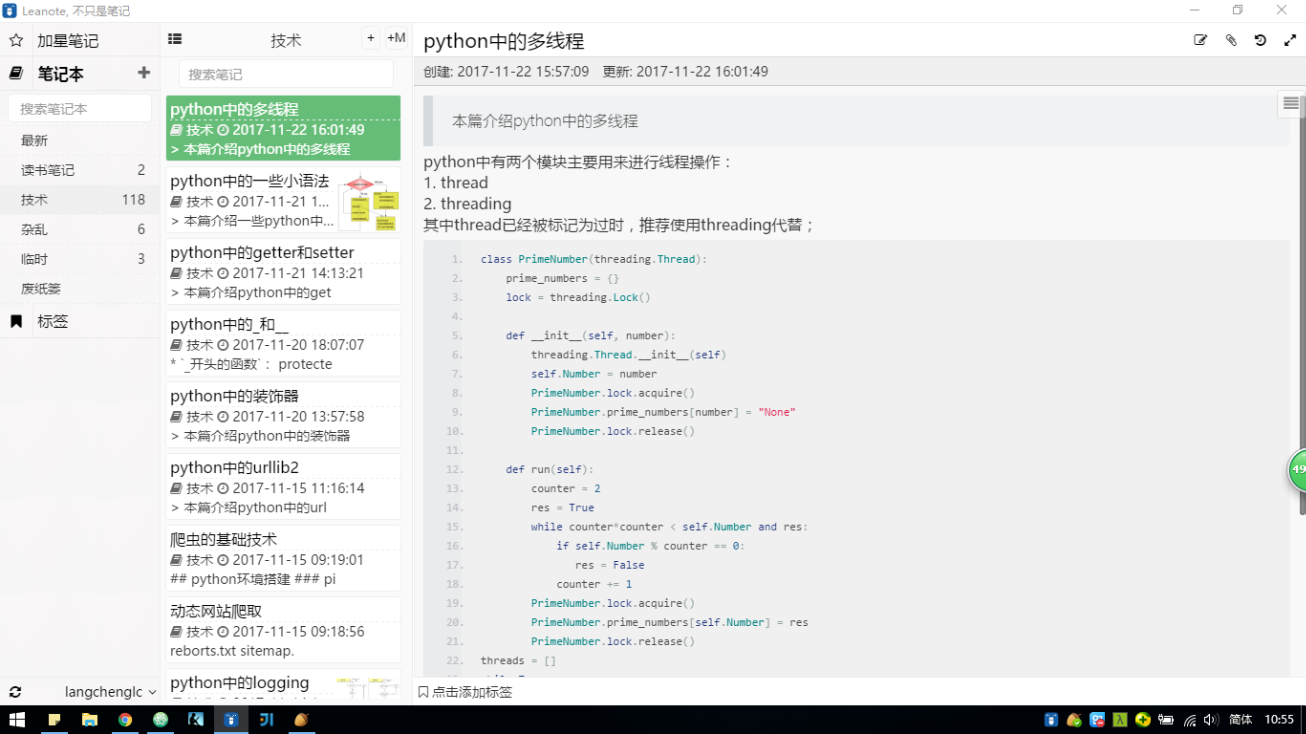 Leanote, 不只是笔记
加星笔记
笔记本
搜索笔记本
最新
读书笔记 2
技术 118
杂乱 6
临时 3
废纸篓
标签
langchenglc
技术 + +M
搜索笔记
python中的多线程
技术 2017-11-22 16:01:49
> 本篇介绍python中的多线程
python中的一些小语法
技术 2017-11-21 1...
> 本篇介绍一些python中...
python中的getter和setter
技术 2017-11-21 14:13:21
> 本篇介绍python中的get
python中的_和__
技术 2017-11-20 18:07:07
* `_开头的函数`： protecte
python中的装饰器
技术 2017-11-20 13:57:58
> 本篇介绍python中的装饰器
python中的urllib2
技术 2017-11-15 11:16:14
> 本篇介绍python中的url
爬虫的基础技术
技术 2017-11-15 09:19:01
## python环境搭建 ### pi
动态网站爬取
技术 2017-11-15 09:18:56
reborts.txt sitemap.
python中的logging
python中的多线程
创建: 2017-11-22 15:57:09 更新: 2017-11-22 16:01:49
本篇介绍python中的多线程
python中有两个模块主要用来进行线程操作：
1. thread
2. threading
其中thread已经被标记为过时，推荐使用threading代替；
1. class PrimeNumber(threading.Thread):
2. prime_numbers = {}
3. lock = threading.Lock()
4.
5. def __init__(self, number):
6. threading.Thread.__init__(self)
7. self.Number = number
8. PrimeNumber.lock.acquire()
9. PrimeNumber.prime_numbers[number] = "None"
10. PrimeNumber.lock.release()
11.
12. def run(self):
13. counter = 2
14. res = True
15. while counter*counter < self.Number and res:
16. if self.Number % counter == 0:
17. res = False
18. counter += 1
19. PrimeNumber.lock.acquire()
20. PrimeNumber.prime_numbers[self.Number] = res
21. PrimeNumber.lock.release()
22. threads = []
点击添加标签
49
简体 10:55